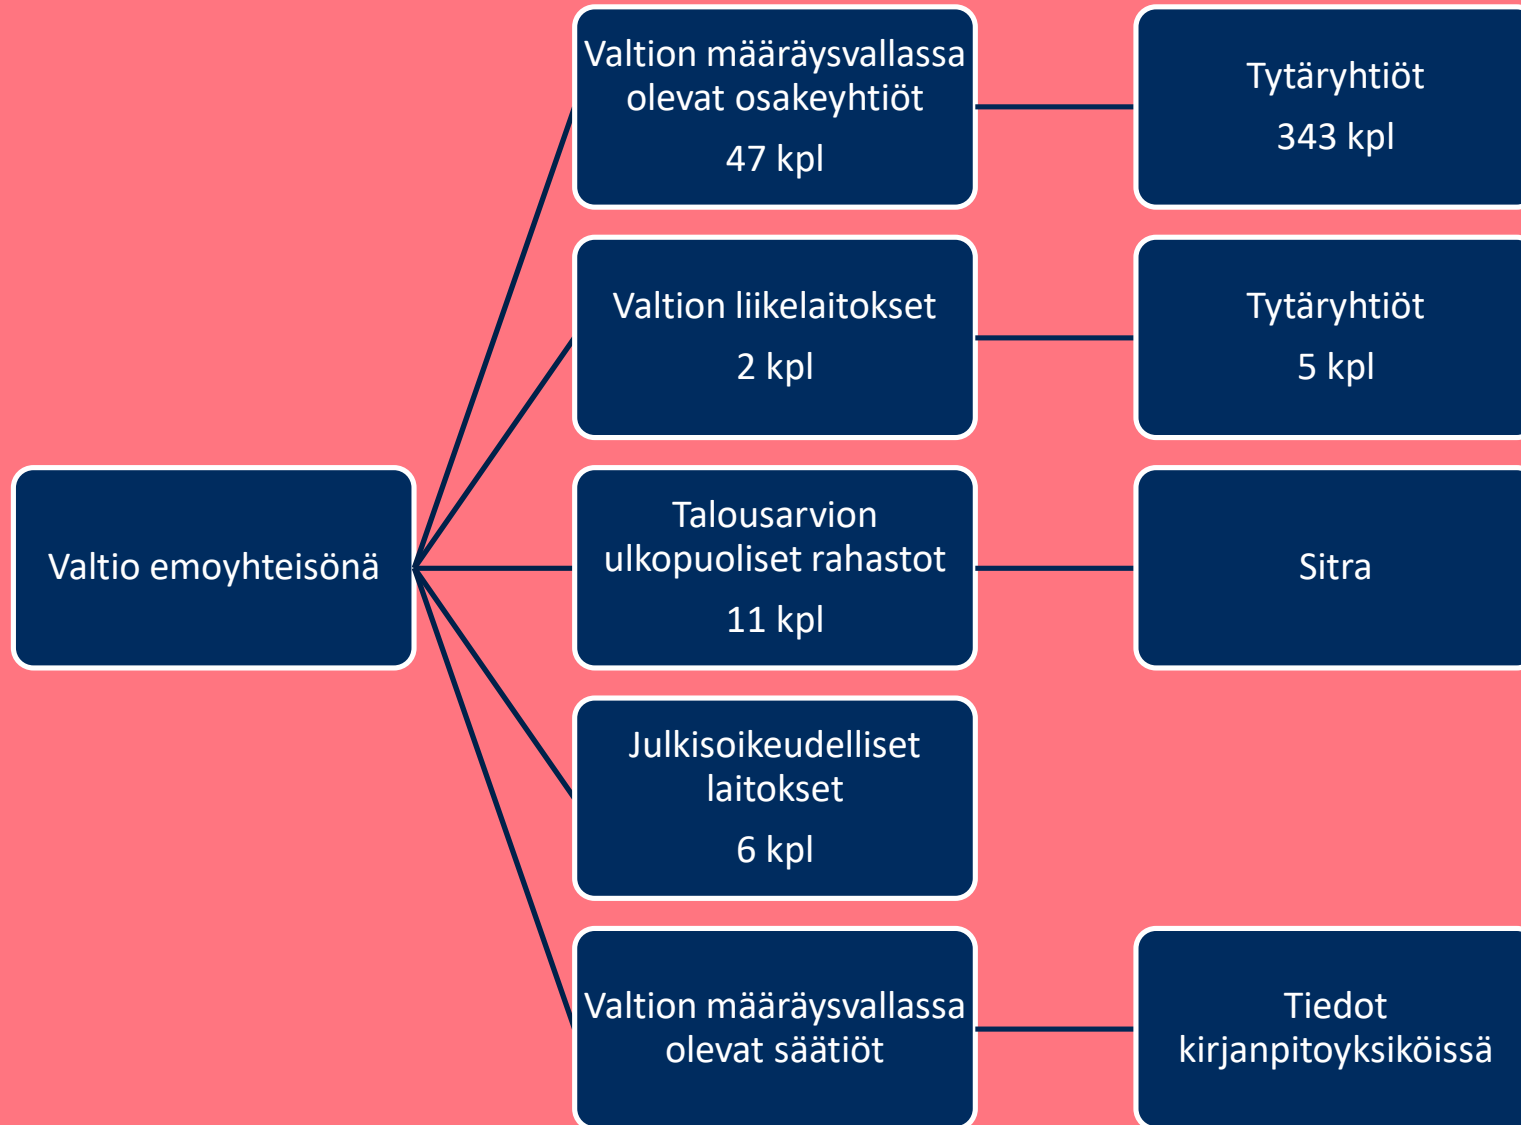 Valtion määräysvallassa
olevat osakeyhtiöt
47 kpl
Tytäryhtiöt
343 kpl
Valtion liikelaitokset
2 kpl
Tytäryhtiöt
5 kpl
Valtio emoyhteisönä
Talousarvion
ulkopuoliset rahastot
11 kpl
Sitra
Julkisoikeudelliset
laitokset
6 kpl
Valtion määräysvallassa
olevat säätiöt
Tiedot
kirjanpitoyksiköissä